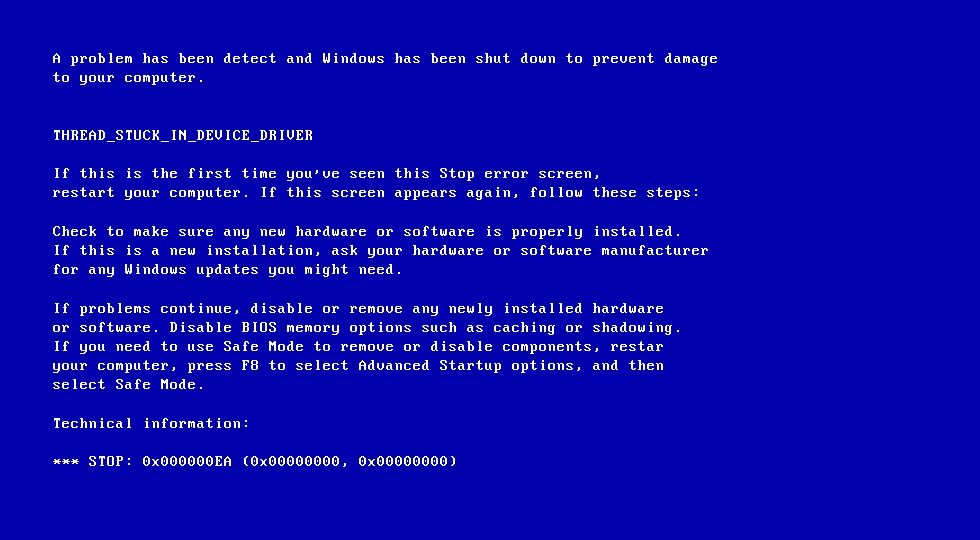 A problem has been detect and Windows has been shut down to prevent damage
to your computer.
THREAD_STUCK_IN_DEVICE_DRIVER
If this is the first time you've seen this Stop error screen,
restart your computer. If this screen appears again, follow these steps:
Check to make sure any new hardware or software is properly installed.
If this is a new installation, ask your hardware or software manufacturer
for any Windows updates you might need.
If problems continue, disable or remove any newly installed hardware
or software. Disable BIOS memory options such as caching or shadowing.
If you need to use Safe Mode to remove or disable components, restar
your computer, press F8 to select Advanced Startup options, and then
select Safe Mode.
Technical information:
*** STOP: 0x000000EA (0x00000000, 0x00000000)